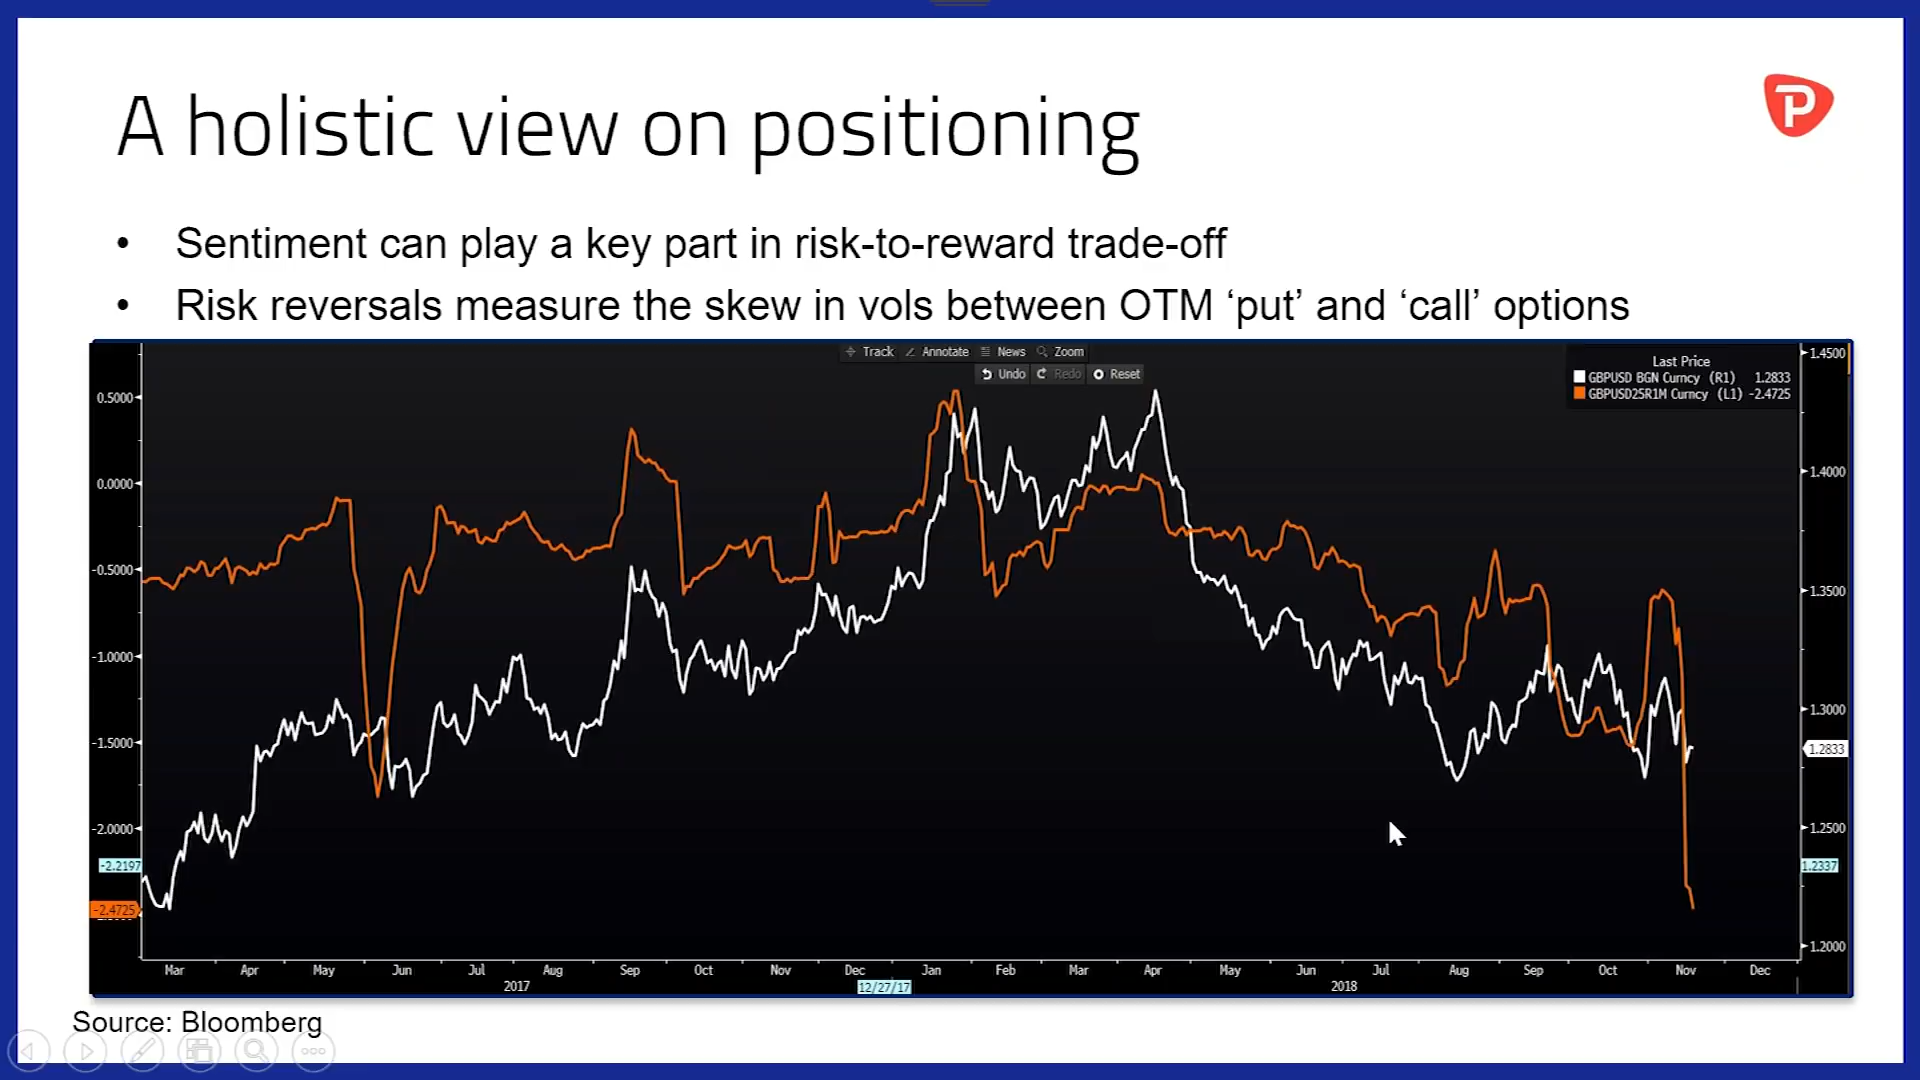 A holistic view on positioning
• Sentiment can play a key part in risk-to-reward trade-off
• Risk reversals measure the skew in vols between OTM ‘put’ and ‘call’ options
Track Annotate News Zoom
Undo Redo Reset
Last Price
GBPUSD BGN Curncy (R1) 1.2833
GBPUSD25R1M Curncy (L1) -2.4725
0.5000
0.0000
-0.5000
-1.0000
-1.5000
-2.0000
-2.2197
-2.4725
1.4500
1.4000
1.3500
1.3000
1.2833
1.2500
1.2337
1.2000
Mar Apr May Jun Jul Aug Sep Oct Nov Dec Jan Feb Mar Apr May Jun Jul Aug Sep Oct Nov Dec
2017 12/27/17 2018
Source: Bloomberg